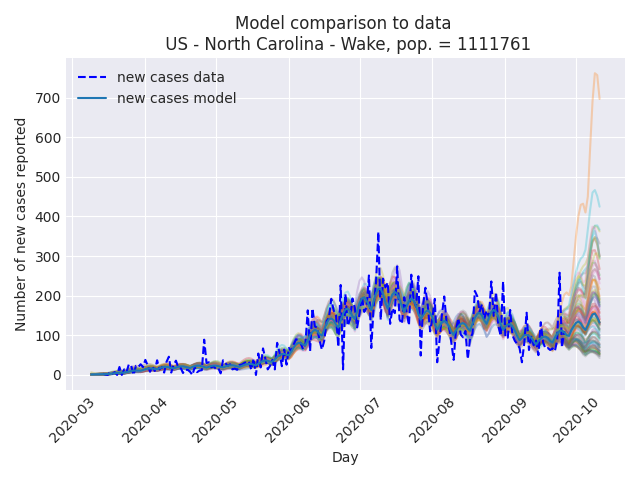 Model comparison to data
US - North Carolina - Wake, pop. = 1111761
new cases data
new cases model
Number of new cases reported
700
600
500
400
300
200
100
0
2020-03
2020-04
2020-05
2020-06
2020-07
2020-08
2020-09
2020-10
Day